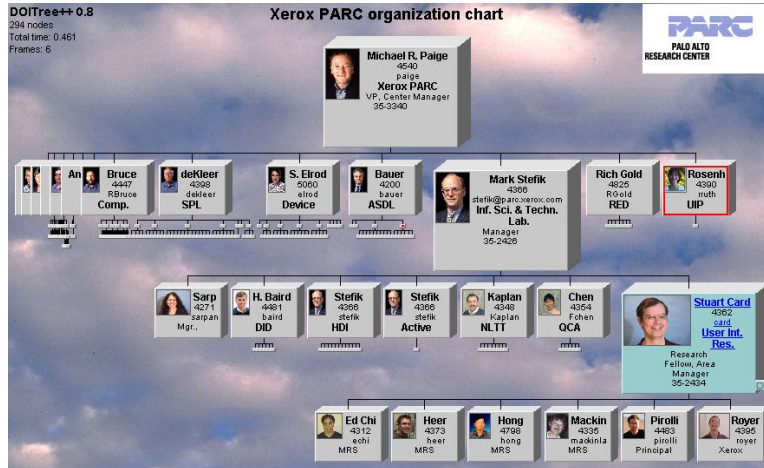 DOITree++ 0.8
294 nodes
Total time: 0.461
Frames: 6
Xerox PARC organization chart
PARC
PALO ALTO
RESEARCH CENTER
Michael R. Paige
4540
paige
Xerox PARC
VP, Center Manager
35-3340
An
Bruce
4447
RBruce
Comp.
deKleer
4398
dekleer
SPL
S. Elrod
5060
elrod
Device
Bauer
4200
bauer
ASDL
Mark Stefik
4366
stefik@parc.xerox.com
Inf. Sci. & Techn.
Lab.
Manager
35-2426
Rich Gold
4825
RGold
RED
Rosenh
4390
ruth
UIP
Sarp
4271
sarpan
Mgr.,
H. Baird
4481
baird
DID
Stefik
4366
stefik
HDI
Stefik
4366
stefik
Active
Kaplan
4348
Kaplan
NLTT
Chen
4354
Fchen
QCA
Stuart Card
4362
card
User Int.
Res.
Research
Fellow, Area
Manager
35-2434
Ed Chi
4312
echi
MRS
Heer
4373
heer
MRS
Hong
4798
hong
MRS
Mackin
4335
mackinla
MRS
Pirolli
4483
pirolli
Principal
Royer
4395
royer
Xerox